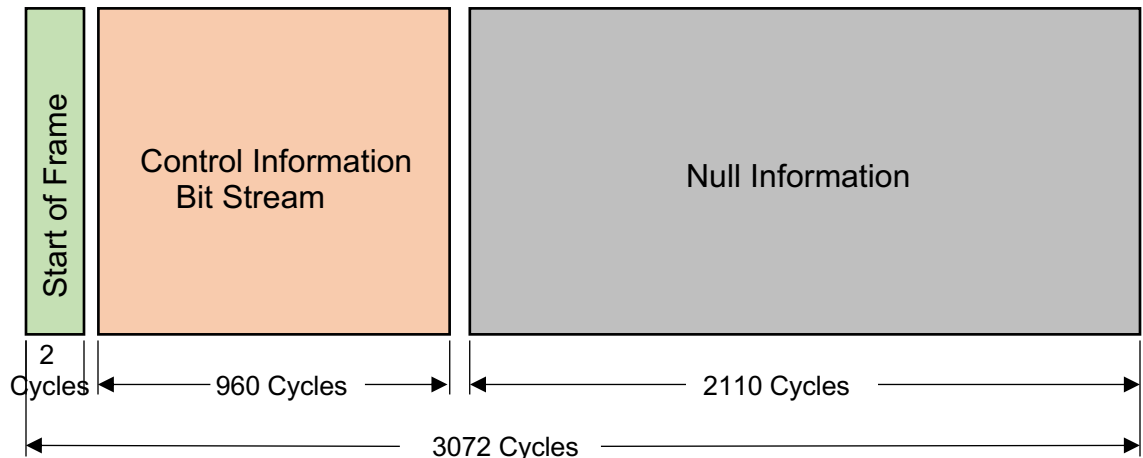 Start of Frame
Control Information
Bit Stream
Null Information
2
Cycles
960 Cycles
2110 Cycles
3072 Cycles